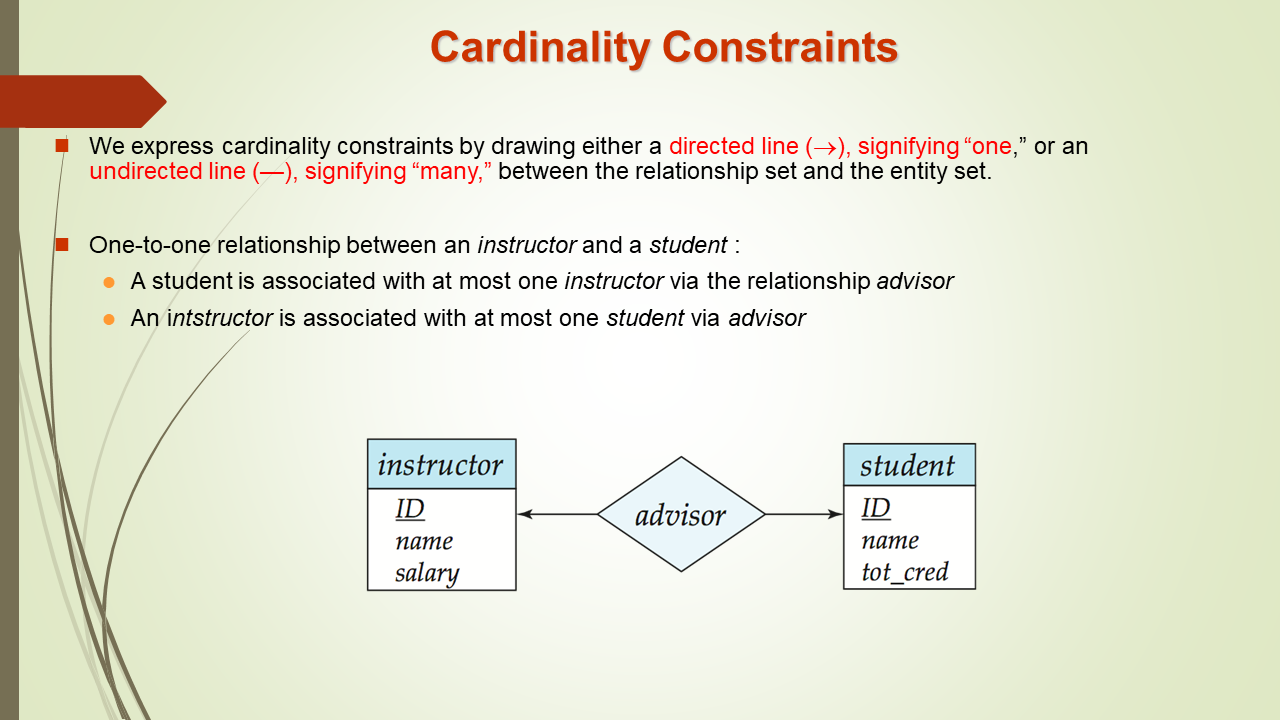 Cardinality Constraints
We express cardinality constraints by drawing either a directed line (→), signifying “one,” or an
undirected line (—), signifying “many,” between the relationship set and the entity set.
One-to-one relationship between an instructor and a student :
A student is associated with at most one instructor via the relationship advisor
An intstructor is associated with at most one student via advisor
instructor
ID
name
salary
advisor
student
ID
name
tot_cred